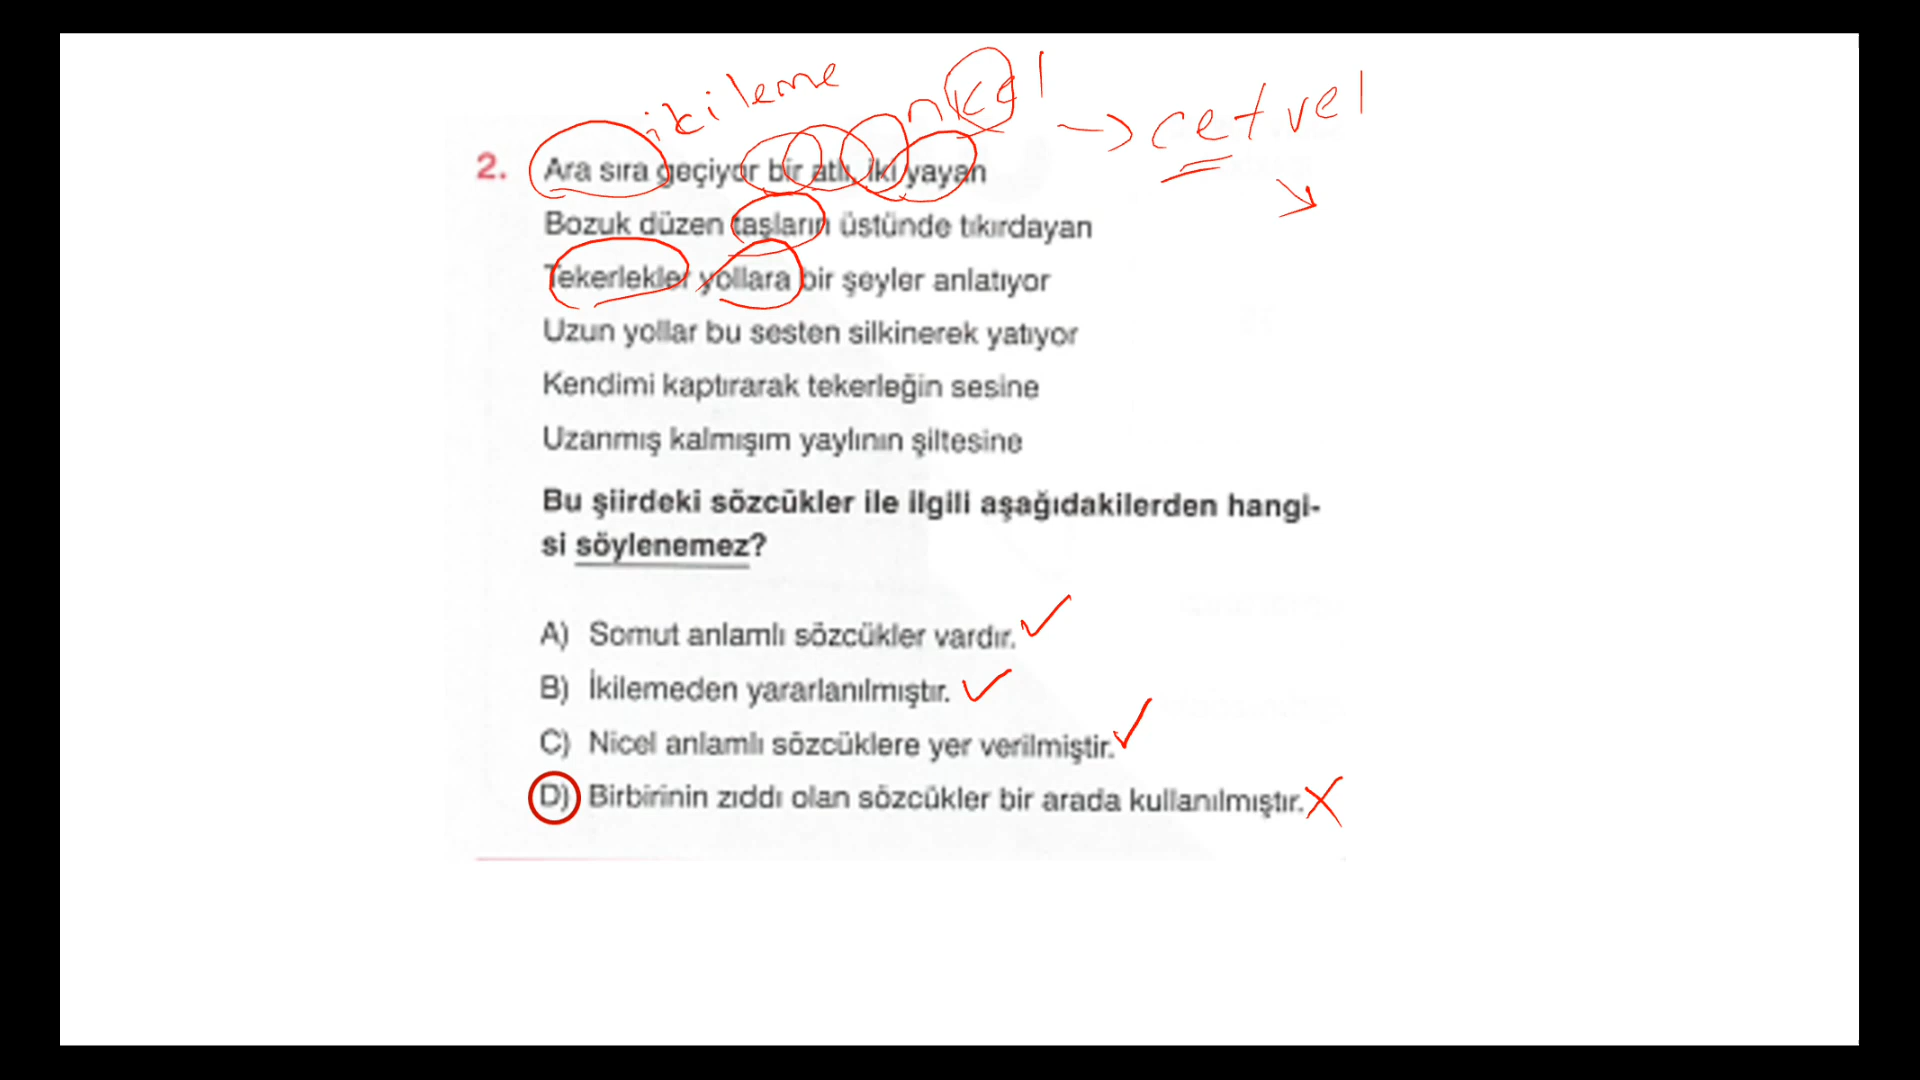 ikileme
nicel → cetvel
2. Ara sıra geçiyor bir atlı, iki yayan
Bozuk düzen taşların üstünde tıkırdayan
Tekerlekler yollara bir şeyler anlatıyor
Uzun yollar bu sesten silkinerek yatıyor
Kendimi kaptırarak tekerleğin sesine
Uzanmış kalmışım yaylının şiltesine
Bu şiirdeki sözcükler ile ilgili aşağıdakilerden hangi-
si söylenemez?
A) Somut anlamlı sözcükler vardır.
B) İkilemeden yararlanılmıştır.
C) Nicel anlamlı sözcüklere yer verilmiştir.
D) Birbirinin zıddı olan sözcükler bir arada kullanılmıştır.